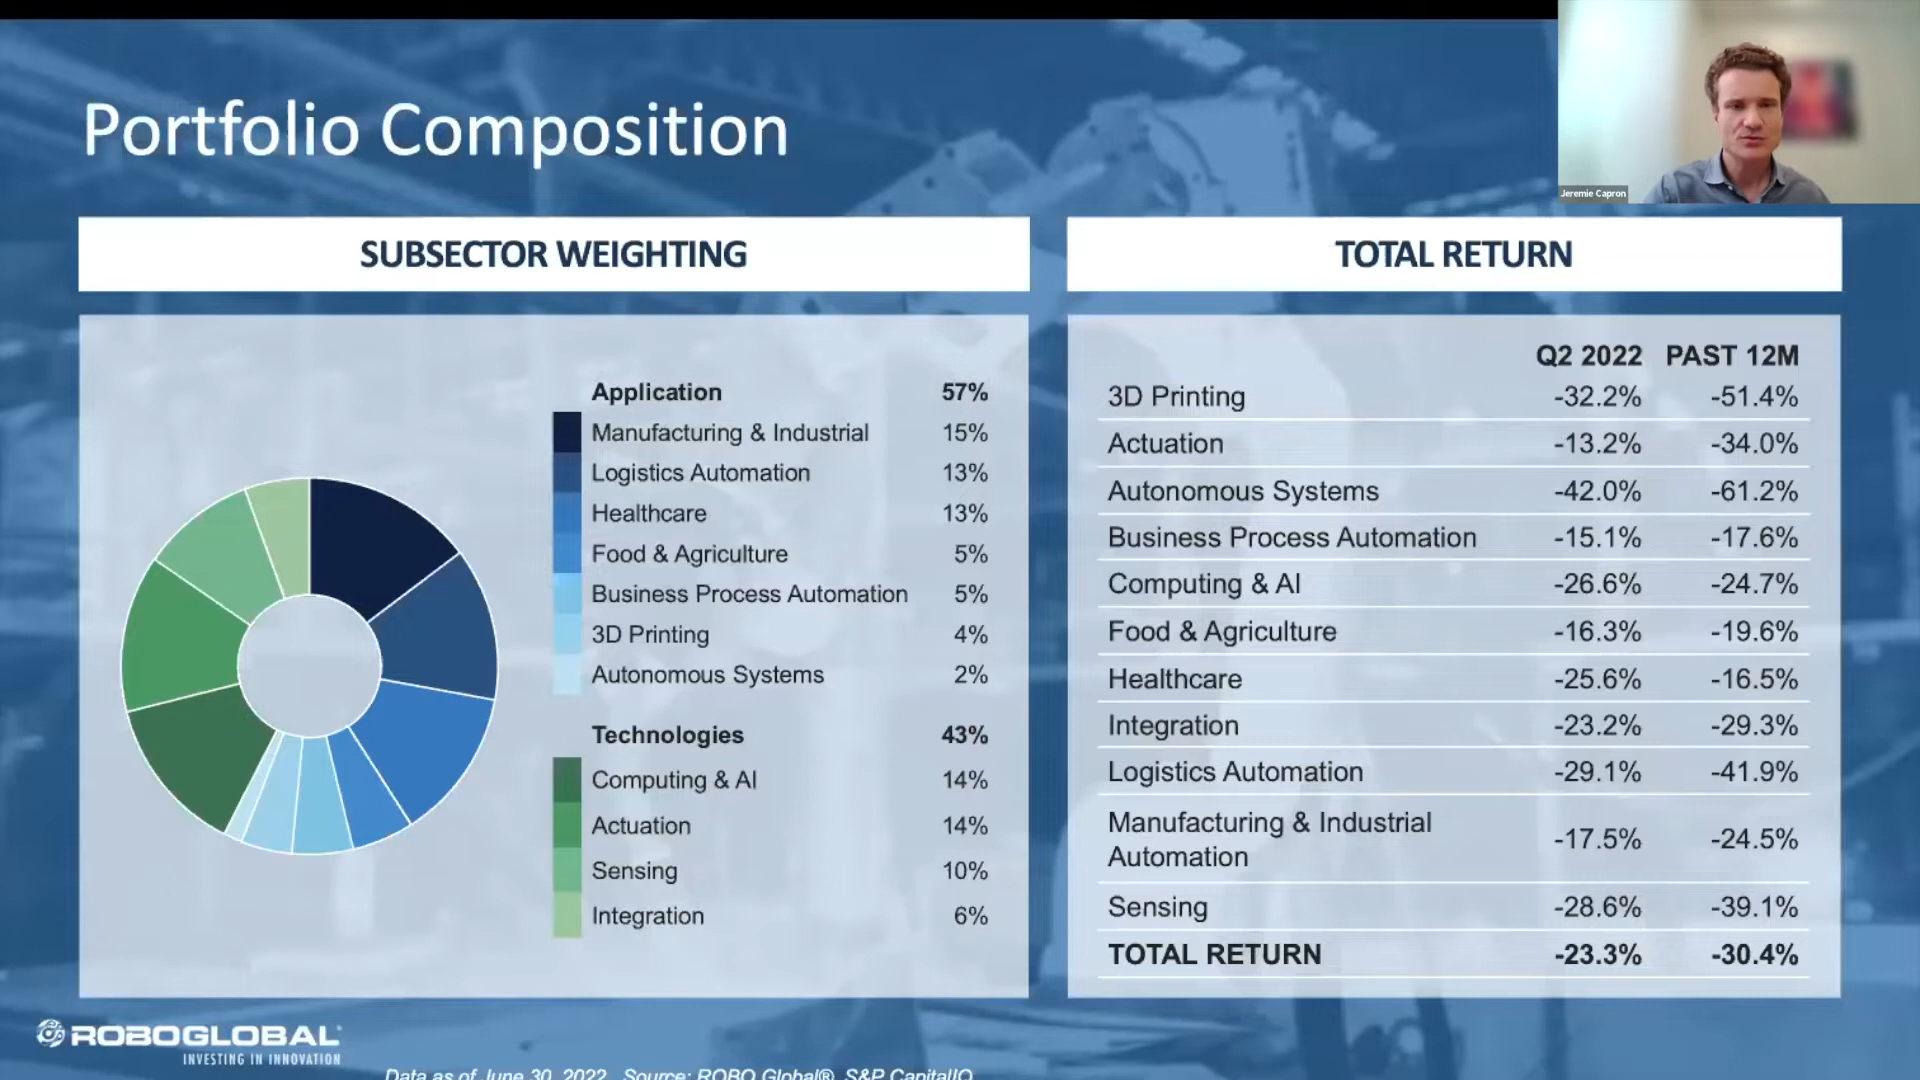 Jeremie Capron
Portfolio Composition
SUBSECTOR WEIGHTING
Application 57%
Manufacturing & Industrial 15%
Logistics Automation 13%
Healthcare 13%
Food & Agriculture 5%
Business Process Automation 5%
3D Printing 4%
Autonomous Systems 2%
Technologies 43%
Computing & AI 14%
Actuation 14%
Sensing 10%
Integration 6%
TOTAL RETURN
Q2 2022 PAST 12M
3D Printing -32.2% -51.4%
Actuation -13.2% -34.0%
Autonomous Systems -42.0% -61.2%
Business Process Automation -15.1% -17.6%
Computing & AI -26.6% -24.7%
Food & Agriculture -16.3% -19.6%
Healthcare -25.6% -16.5%
Integration -23.2% -29.3%
Logistics Automation -29.1% -41.9%
Manufacturing & Industrial
Automation -17.5% -24.5%
Sensing -28.6% -39.1%
TOTAL RETURN -23.3% -30.4%
ROBOGLOBAL®
INVESTING IN INNOVATION
Data as of June 30, 2022. Source: ROBO Global®, S&P CapitalIQ